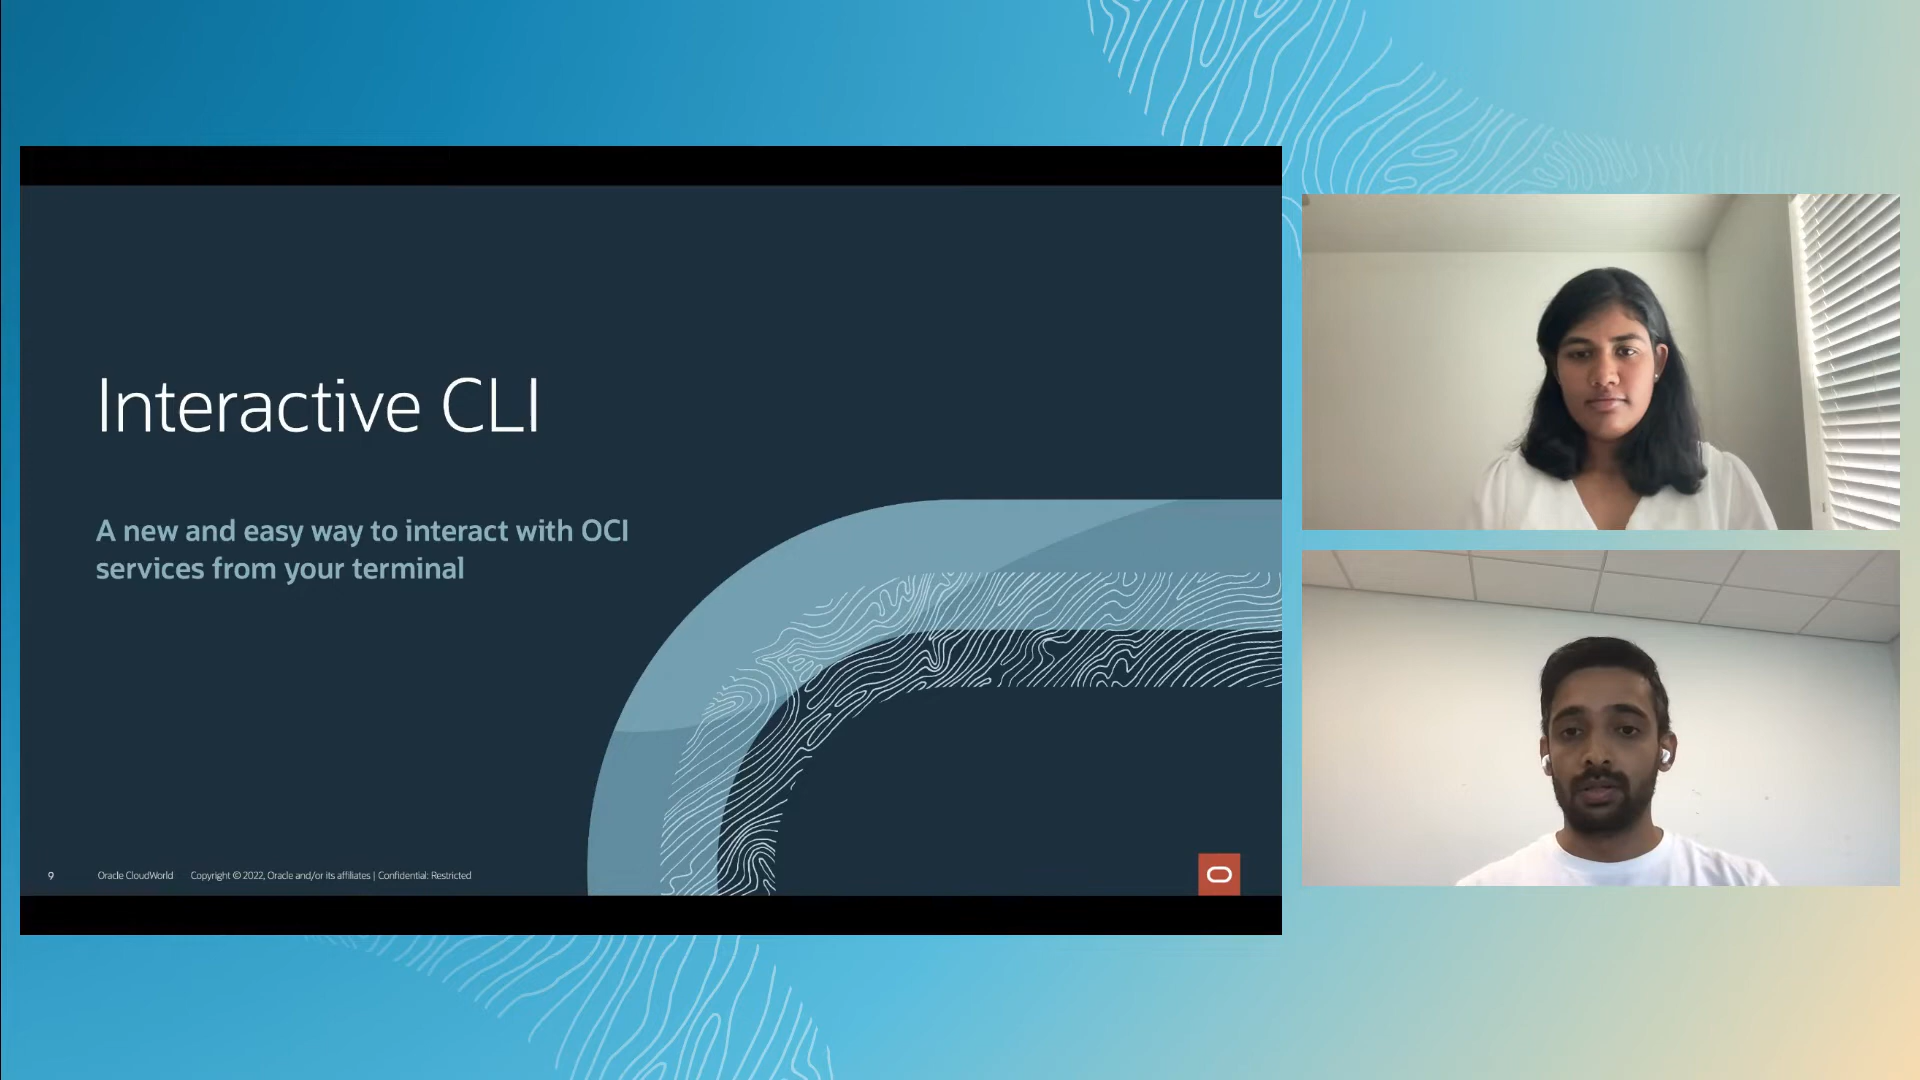 Interactive CLI
A new and easy way to interact with OCI
services from your terminal
9 Oracle CloudWorld Copyright © 2022, Oracle and/or its affiliates | Confidential: Restricted